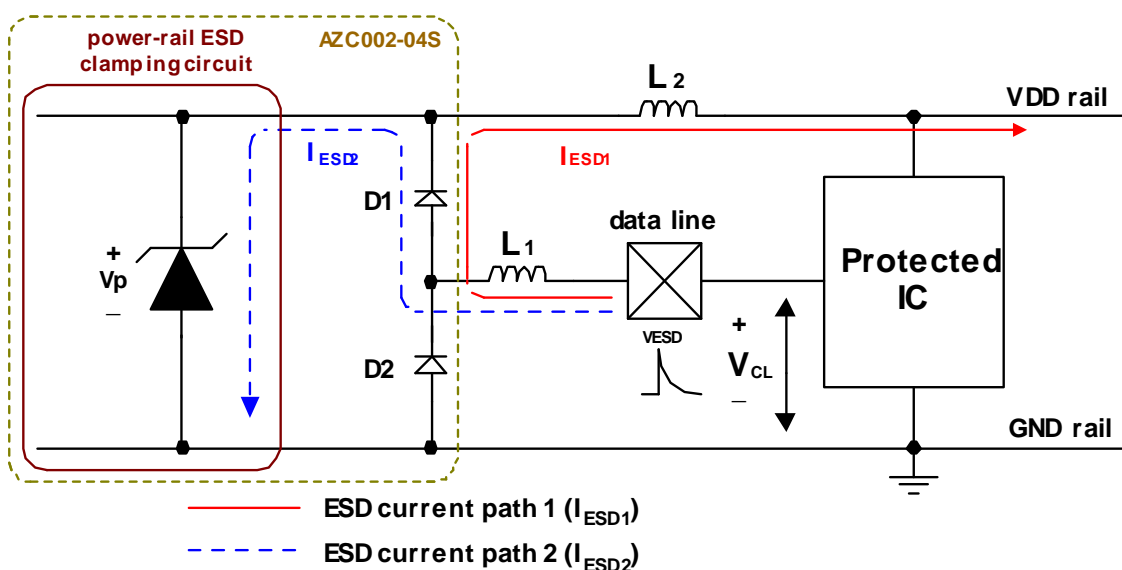 power-rail ESD
clamping circuit
AZC002-04S
L2
VDD rail
IESD2
IESD1
D1
data line
L1
+
Vp
_
Protected
IC
D2
VESD
+
VCL
_
GND rail
ESD current path 1 (IESD1)
ESD current path 2 (IESD2)